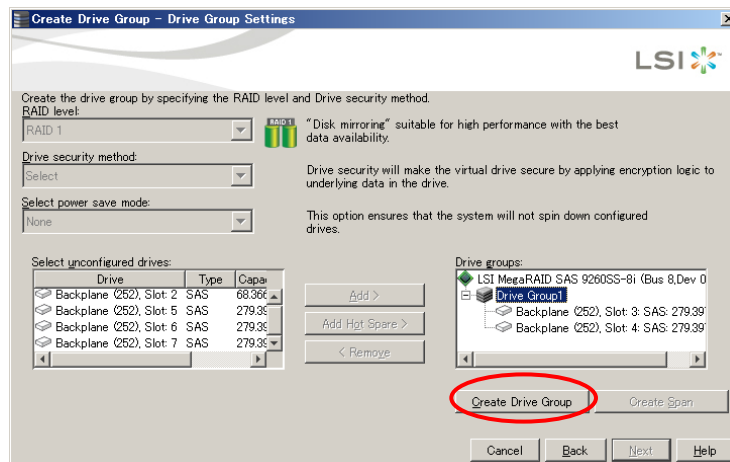 Create Drive Group - Drive Group Settings
LSI
Create the drive group by specifying the RAID level and Drive security method.
RAID level:
RAID 1
RAID 1
"Disk mirroring" suitable for high performance with the best
data availability.
Drive security method:
Select
Drive security will make the virtual drive secure by applying encryption logic to
underlying data in the drive.
Select power save mode:
None
This option ensures that the system will not spin down configured
drives.
Select unconfigured drives:
Drive Type Capa
Backplane (252), Slot: 2 SAS 68.366
Backplane (252), Slot: 5 SAS 279.39
Backplane (252), Slot: 6 SAS 279.39
Backplane (252), Slot: 7 SAS 279.39
Add >
Add Hot Spare >
< Remove
Drive groups:
LSI MegaRAID SAS 9260SS-8i (Bus 8,Dev 0
Drive Group1
Backplane (252), Slot: 3: SAS: 279.397
Backplane (252), Slot: 4: SAS: 279.397
Create Drive Group
Create Span
Cancel
Back
Next
Help